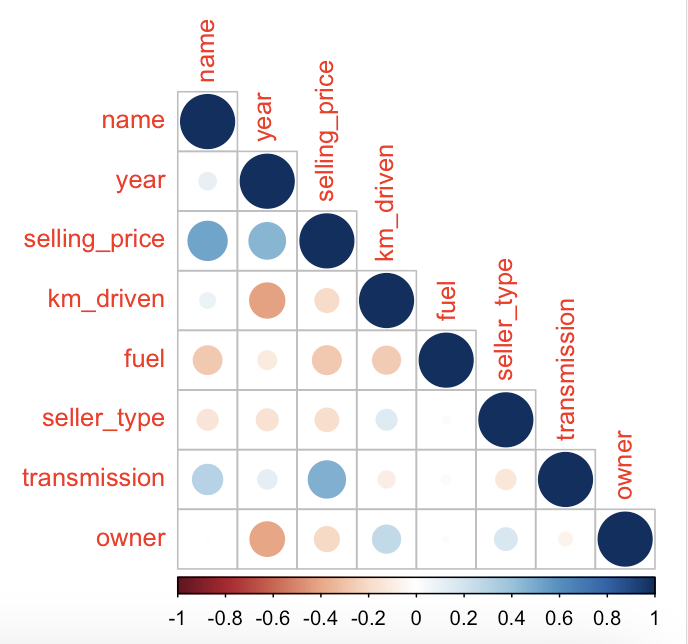 name
year
selling_price
km_driven
fuel
seller_type
transmission
owner
name
year
selling_price
km_driven
fuel
seller_type
transmission
owner
-1 -0.8 -0.6 -0.4 -0.2 0 0.2 0.4 0.6 0.8 1